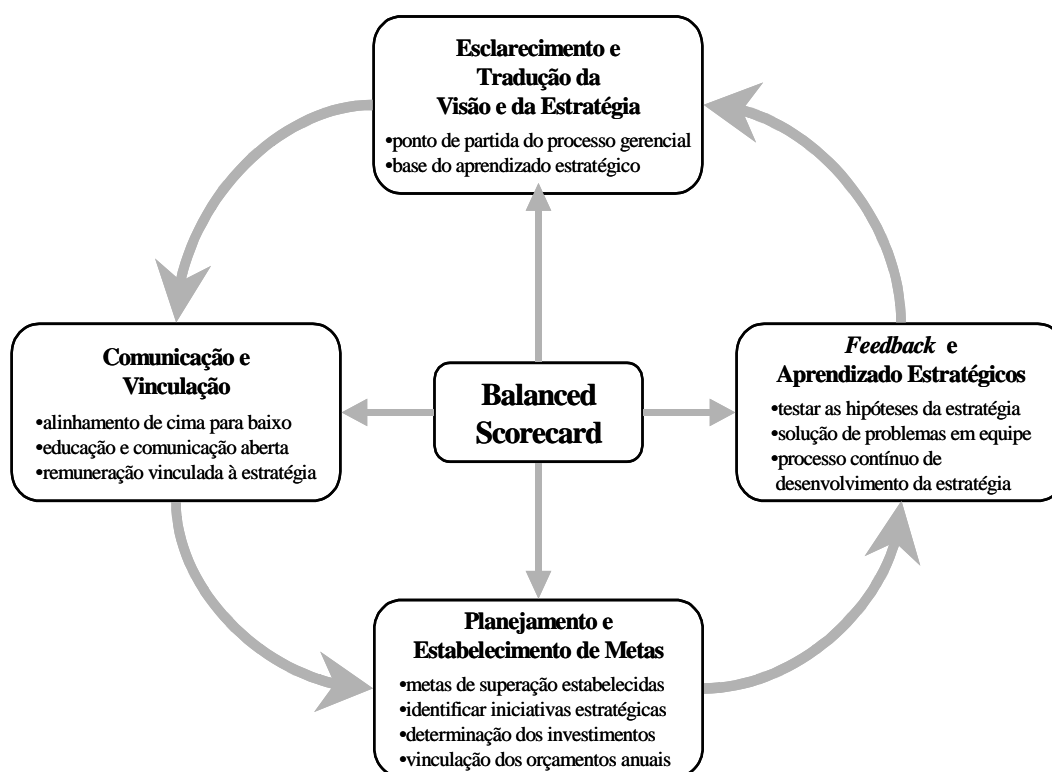 Esclarecimento e
Tradução da
Visão e da Estratégia
•ponto de partida do processo gerencial
•base do aprendizado estratégico
Comunicação e
Vinculação
•alinhamento de cima para baixo
•educação e comunicação aberta
•remuneração vinculada à estratégia
Balanced
Scorecard
Feedback e
Aprendizado Estratégicos
•testar as hipóteses da estratégia
•solução de problemas em equipe
•processo contínuo de
desenvolvimento da estratégia
Planejamento e
Estabelecimento de Metas
•metas de superação estabelecidas
•identificar iniciativas estratégicas
•determinação dos investimentos
•vinculação dos orçamentos anuais